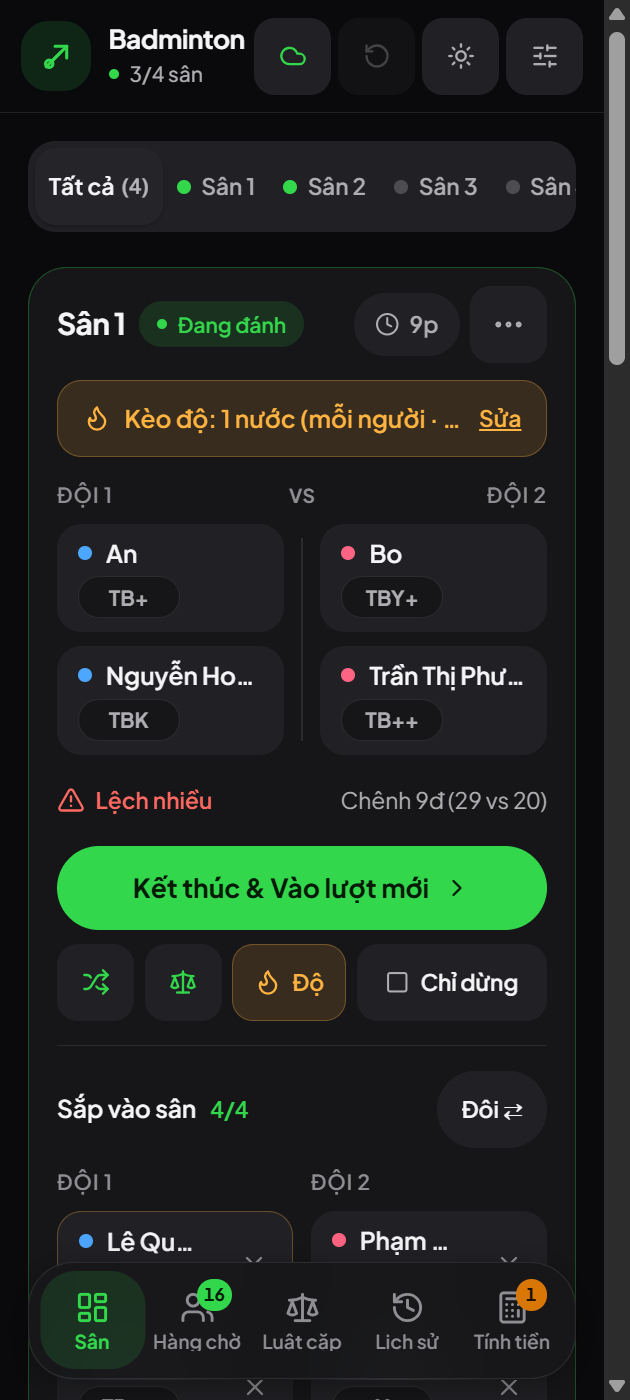 Badminton
3/4 sân
Tất cả (4) Sân 1 Sân 2 Sân 3 Sân
Sân 1 Đang đánh 9p
Kèo độ: 1 nước (mỗi người · ... Sửa
ĐỘI 1 VS ĐỘI 2
An Bo
TB+ TBY+
Nguyễn Ho... Trần Thị Phư...
TBK TB++
Lệch nhiều Chênh 9đ (29 vs 20)
Kết thúc & Vào lượt mới
Độ Chỉ dừng
Sắp vào sân 4/4 Đôi
ĐỘI 1 ĐỘI 2
Lê Qu... Phạm ...
16 1
Sân Hàng chờ Luật cặp Lịch sử Tính tiền